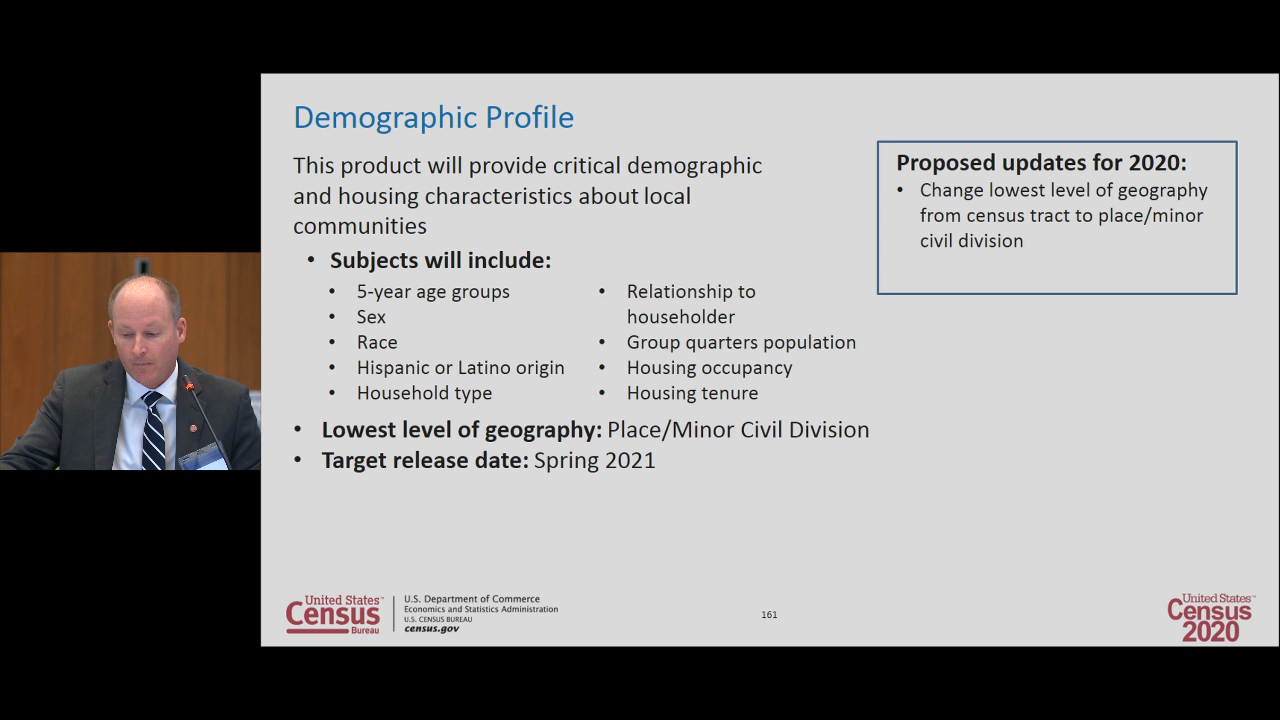 Demographic Profile
This product will provide critical demographic
and housing characteristics about local
communities
• Subjects will include:
• 5-year age groups
• Sex
• Race
• Hispanic or Latino origin
• Household type
• Relationship to
householder
• Group quarters population
• Housing occupancy
• Housing tenure
• Lowest level of geography: Place/Minor Civil Division
• Target release date: Spring 2021
Proposed updates for 2020:
• Change lowest level of geography
from census tract to place/minor
civil division
United States™
Census
Bureau
U.S. Department of Commerce
Economics and Statistics Administration
U.S. CENSUS BUREAU
census.gov
161
United States™
Census
2020